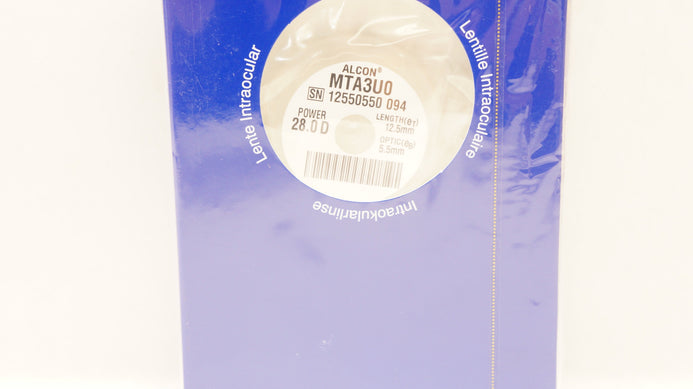 Lente Intraocular
Lentille Intraoculaire
Intraokularlinse
ALCON®
MTA3U0
SN 12550550 094
POWER
28.0 D
LENGTH(øT)
12.5mm
OPTIC(øB)
5.5mm